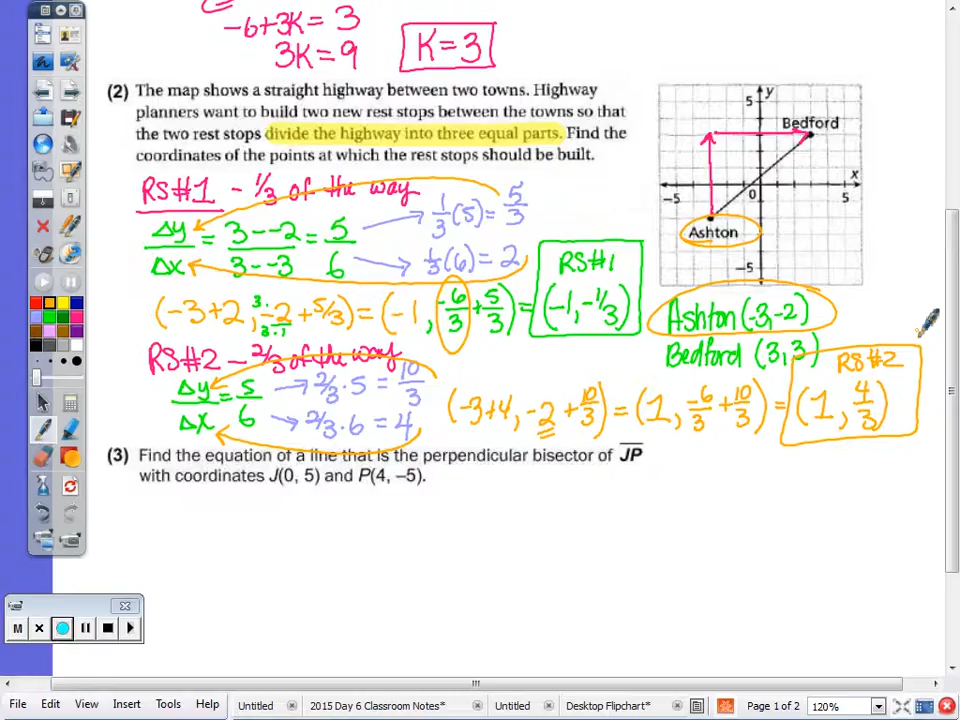 -6+3K = 3
3K = 9
K = 3
(2) The map shows a straight highway between two towns. Highway
planners want to build two new rest stops between the towns so that
the two rest stops divide the highway into three equal parts. Find the
coordinates of the points at which the rest stops should be built.
y
5
Bedford
x
-5
0
5
Ashton
-5
RS#1 - 1/3 of the way
Δy/Δx = 3--2/3--3 = 5/6
1/3(5) = 5/3
1/3(6) = 2
(-3+2, 3·-2/3·1 + 5/3) = (-1, -6/3 + 5/3) =
RS#1
(-1, -1/3)
Ashton (-3,-2)
Bedford (3,3)
RS#2 - 2/3 of the way
Δy/Δx = 5/6
2/3 · 5 = 10/3
2/3 · 6 = 4
(-3+4, -2 + 10/3) = (1, -6/3 + 10/3) =
RS#2
(1, 4/3)
(3) Find the equation of a line that is the perpendicular bisector of JP
with coordinates J(0, 5) and P(4, –5).
M
File Edit View Insert Tools Help
Untitled 2015 Day 6 Classroom Notes* Untitled Desktop Flipchart* Page 1 of 2 120%